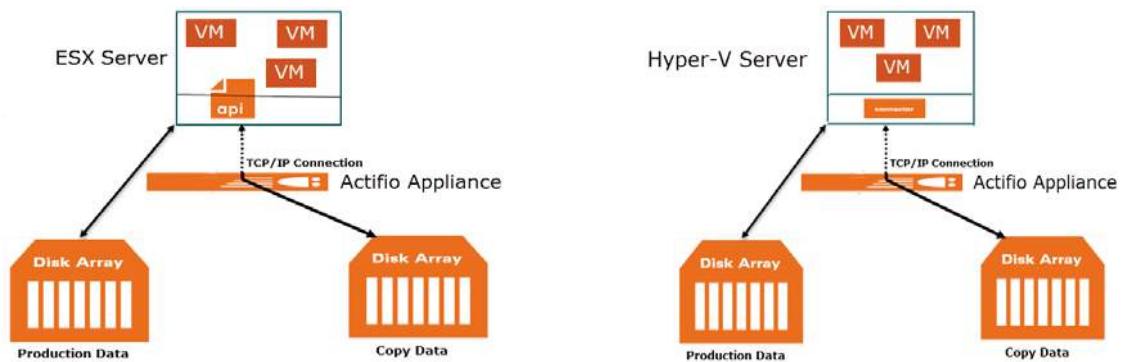 ESX Server
VM
VM
VM
api
TCP/IP Connection
Actifio Appliance
Disk Array
Production Data
Disk Array
Copy Data
Hyper-V Server
VM
VM
VM
connector
TCP/IP Connection
Actifio Appliance
Disk Array
Production Data
Disk Array
Copy Data